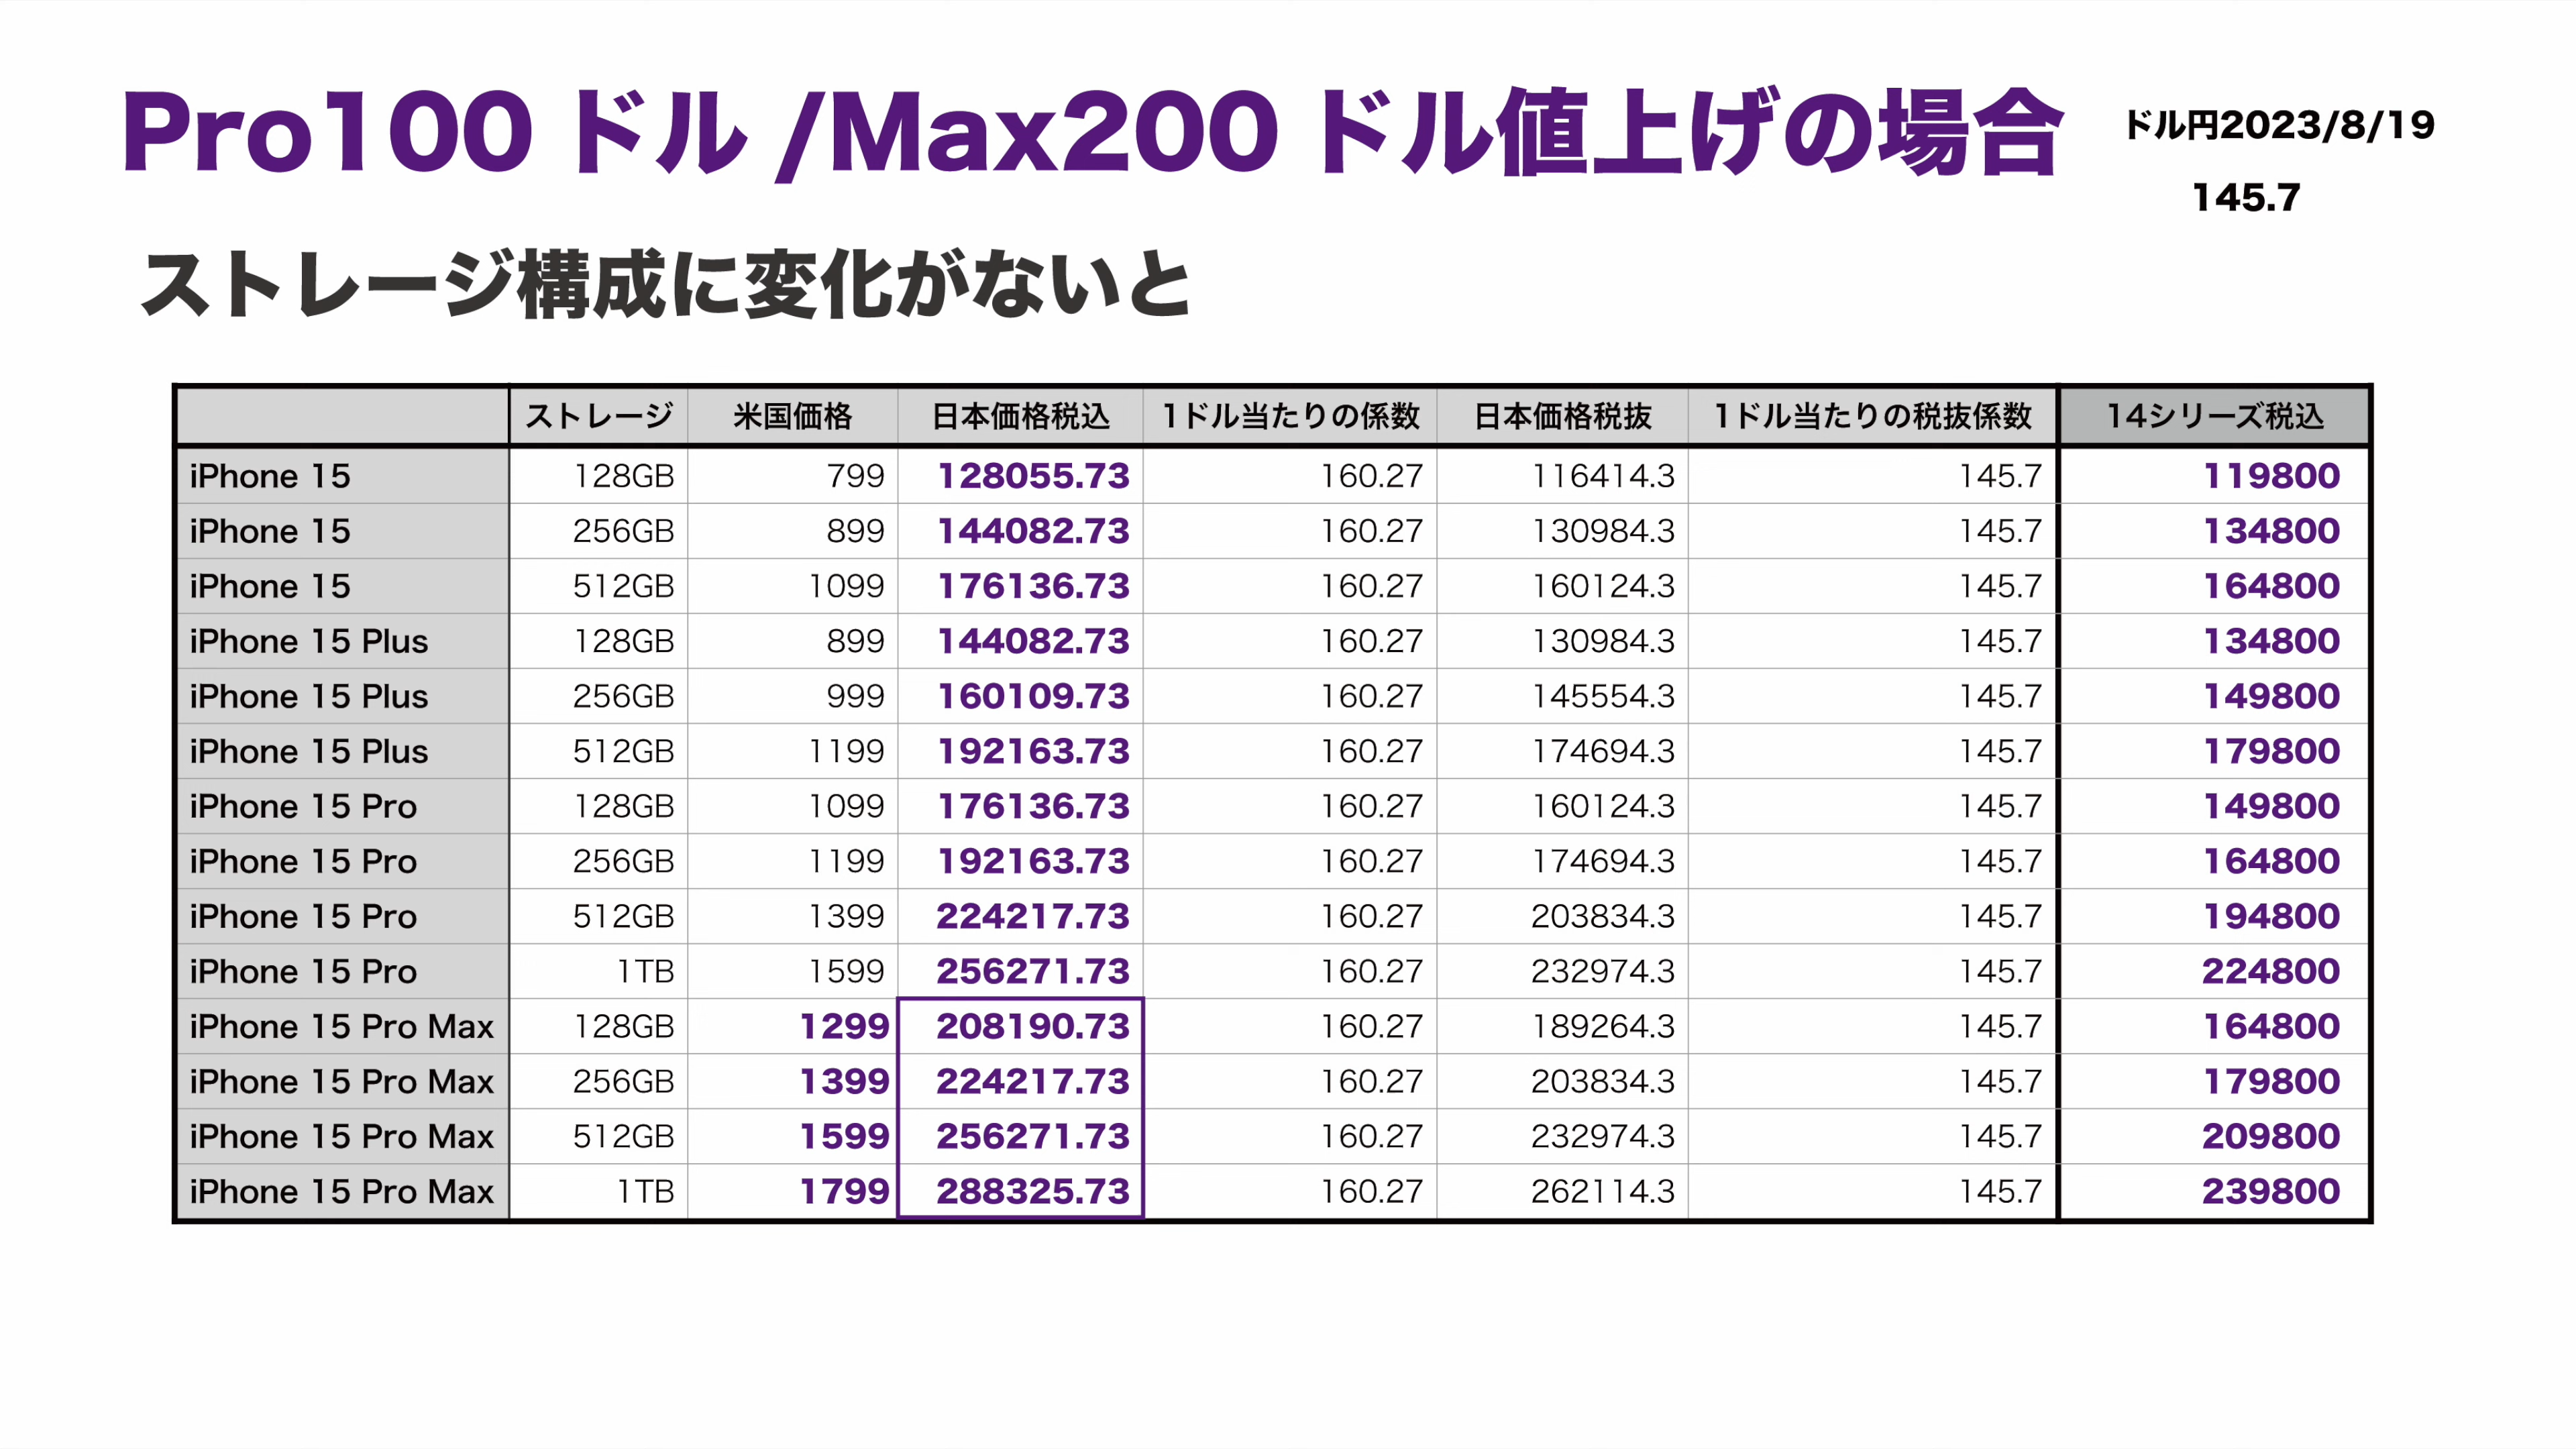 Pro100 ドル /Max200 ドル値上げの場合
ドル円2023/8/19
145.7
ストレージ構成に変化がないと
ストレージ 米国価格 日本価格税込 1ドル当たりの係数 日本価格税抜 1ドル当たりの税抜係数 14シリーズ税込
iPhone 15 128GB 799 128055.73 160.27 116414.3 145.7 119800
iPhone 15 256GB 899 144082.73 160.27 130984.3 145.7 134800
iPhone 15 512GB 1099 176136.73 160.27 160124.3 145.7 164800
iPhone 15 Plus 128GB 899 144082.73 160.27 130984.3 145.7 134800
iPhone 15 Plus 256GB 999 160109.73 160.27 145554.3 145.7 149800
iPhone 15 Plus 512GB 1199 192163.73 160.27 174694.3 145.7 179800
iPhone 15 Pro 128GB 1099 176136.73 160.27 160124.3 145.7 149800
iPhone 15 Pro 256GB 1199 192163.73 160.27 174694.3 145.7 164800
iPhone 15 Pro 512GB 1399 224217.73 160.27 203834.3 145.7 194800
iPhone 15 Pro 1TB 1599 256271.73 160.27 232974.3 145.7 224800
iPhone 15 Pro Max 128GB 1299 208190.73 160.27 189264.3 145.7 164800
iPhone 15 Pro Max 256GB 1399 224217.73 160.27 203834.3 145.7 179800
iPhone 15 Pro Max 512GB 1599 256271.73 160.27 232974.3 145.7 209800
iPhone 15 Pro Max 1TB 1799 288325.73 160.27 262114.3 145.7 239800